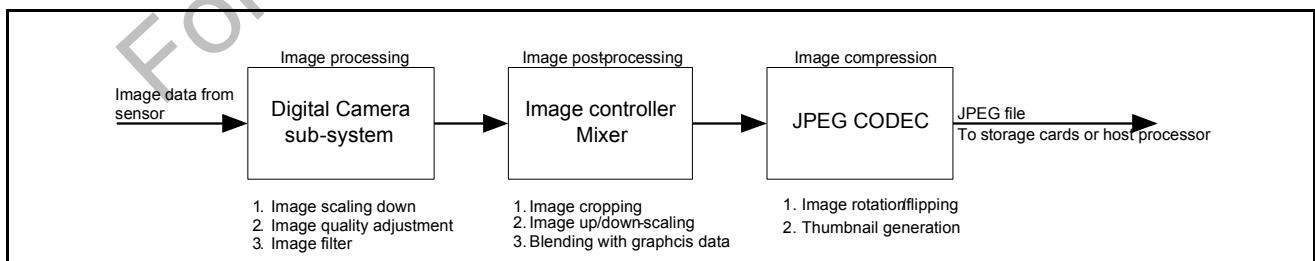 For
Image processing
Image post-processing
Image compression
Image data from
sensor
Digital Camera
sub-system
Image controller
Mixer
JPEG CODEC
JPEG file
To storage cards or host processor
1. Image scaling down
2. Image quality adjustment
3. Image filter
1. Image cropping
2. Image up/down-scaling
3. Blending with graphcis data
1. Image rotation/flipping
2. Thumbnail generation